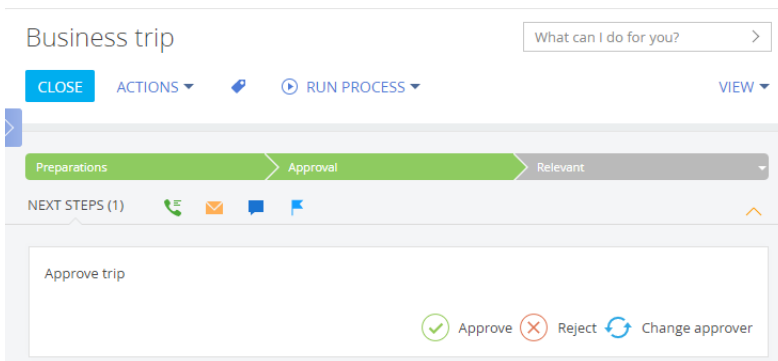 Business trip
What can I do for you?
CLOSE ACTIONS RUN PROCESS VIEW
Preparations Approval Relevant
NEXT STEPS (1)
Approve trip
Approve Reject Change approver